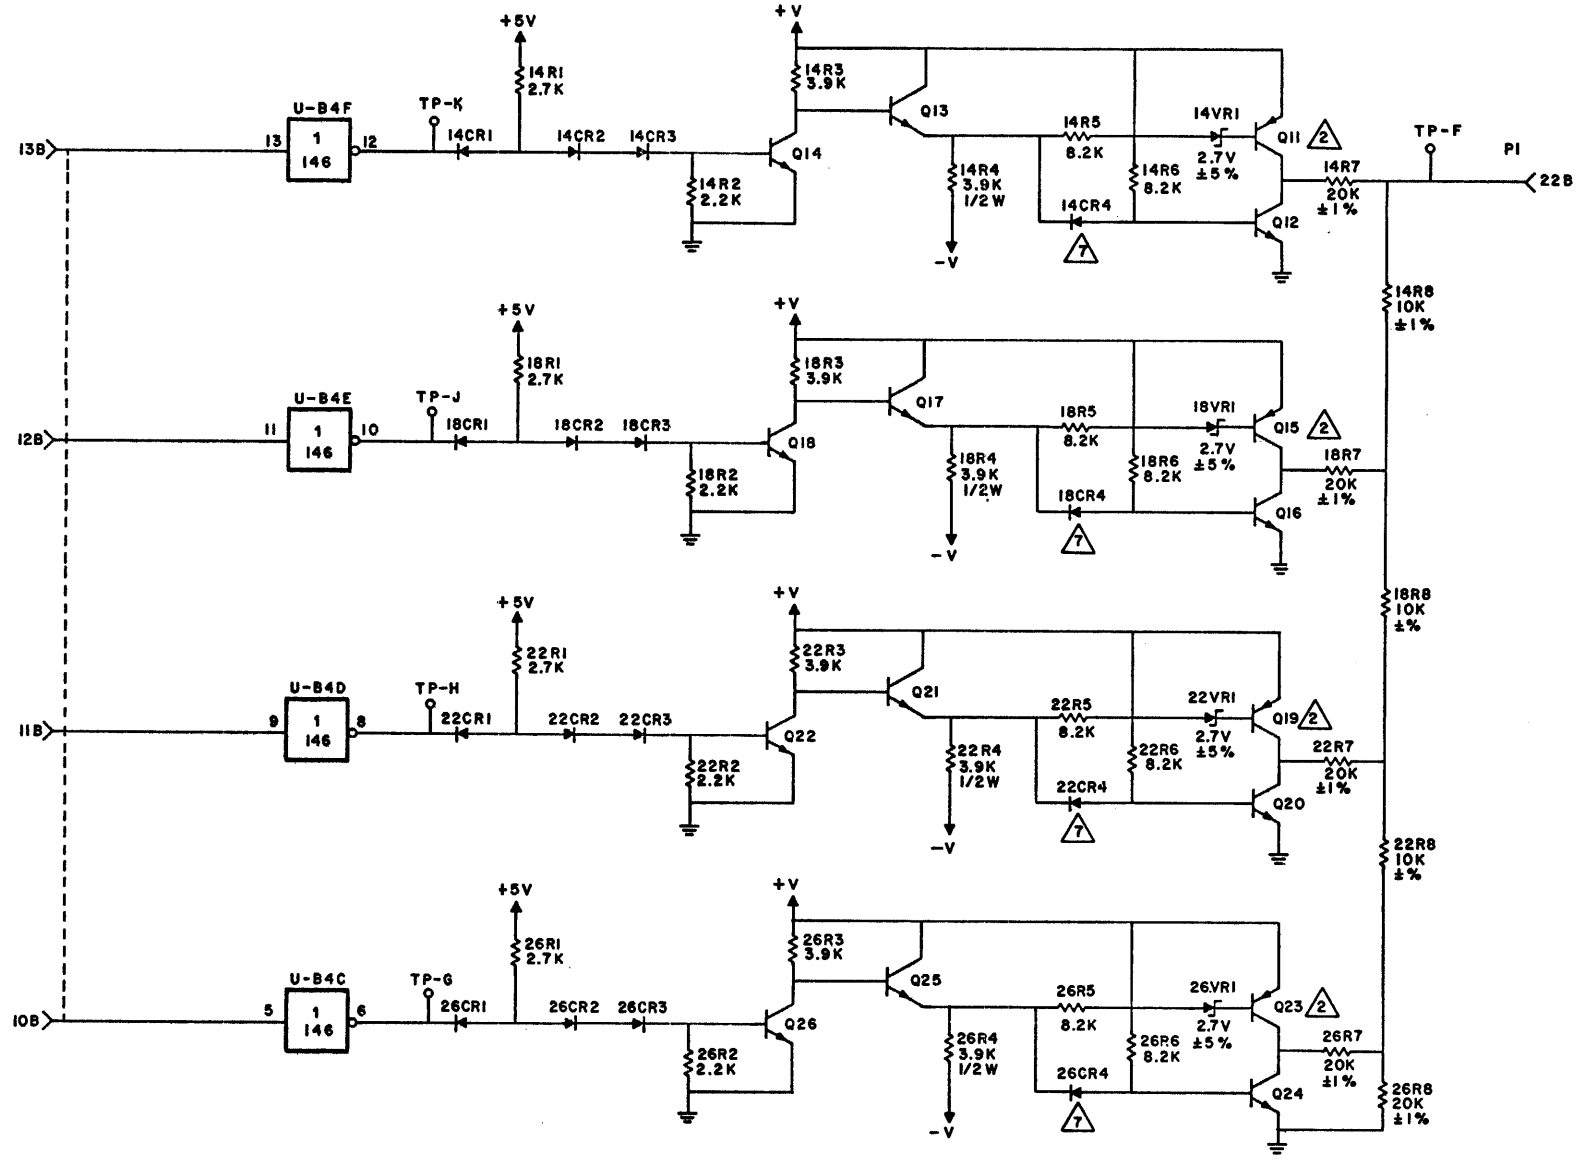 +5V
+V
14R1
2.7K
14R3
3.9K
U-B4F
TP-K
Q13
14VR1
13B
13
1
146
12
14CR1
14CR2
14CR3
Q14
14R5
8.2K
2.7V
±5%
Q11
2
TP-F
P1
22B
14R2
2.2K
14R4
3.9K
1/2W
14R6
8.2K
14CR4
7
14R7
20K
±1%
Q12
-V
14R8
10K
±1%
+5V
+V
18R1
2.7K
18R3
3.9K
U-B4E
TP-J
Q17
18VR1
12B
11
1
146
10
18CR1
18CR2
18CR3
Q18
18R5
8.2K
2.7V
±5%
Q15
2
18R2
2.2K
18R4
3.9K
1/2W
18R6
8.2K
18CR4
7
18R7
20K
±1%
Q16
-V
18R8
10K
±%
+5V
+V
22R1
2.7K
22R3
3.9K
U-B4D
TP-H
Q21
22VR1
11B
9
1
146
8
22CR1
22CR2
22CR3
Q22
22R5
8.2K
2.7V
±5%
Q19
2
22R2
2.2K
22R4
3.9K
1/2W
22R6
8.2K
22CR4
7
22R7
20K
±1%
Q20
-V
22R8
10K
±%
+5V
+V
26R1
2.7K
26R3
3.9K
U-B4C
TP-G
Q25
26VR1
10B
5
1
146
6
26CR1
26CR2
26CR3
Q26
26R5
8.2K
2.7V
±5%
Q23
2
26R2
2.2K
26R4
3.9K
1/2W
26R6
8.2K
26CR4
7
26R7
20K
±1%
Q24
-V
26R8
20K
±1%